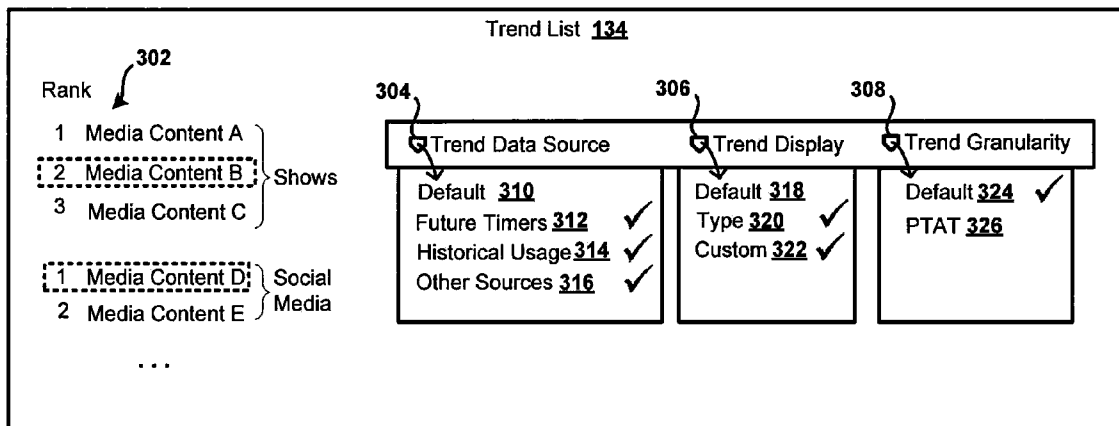 Trend List 134
302
Rank
1 Media Content A
2 Media Content B
3 Media Content C
Shows
1 Media Content D
2 Media Content E
Social
Media
. . .
304
306
308
Trend Data Source
Trend Display
Trend Granularity
Default 310
Future Timers 312
Historical Usage 314
Other Sources 316
Default 318
Type 320
Custom 322
Default 324
PTAT 326